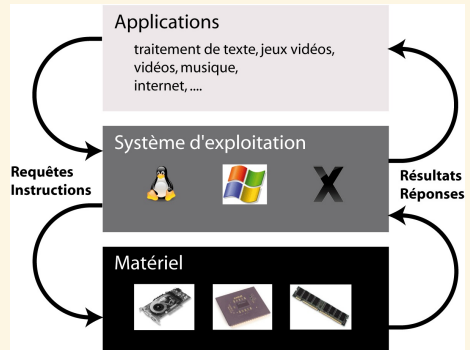 Applications
traitement de texte, jeux vidéos,
vidéos, musique,
internet, ....
Système d'exploitation
X
Requêtes
Instructions
Résultats
Réponses
Matériel